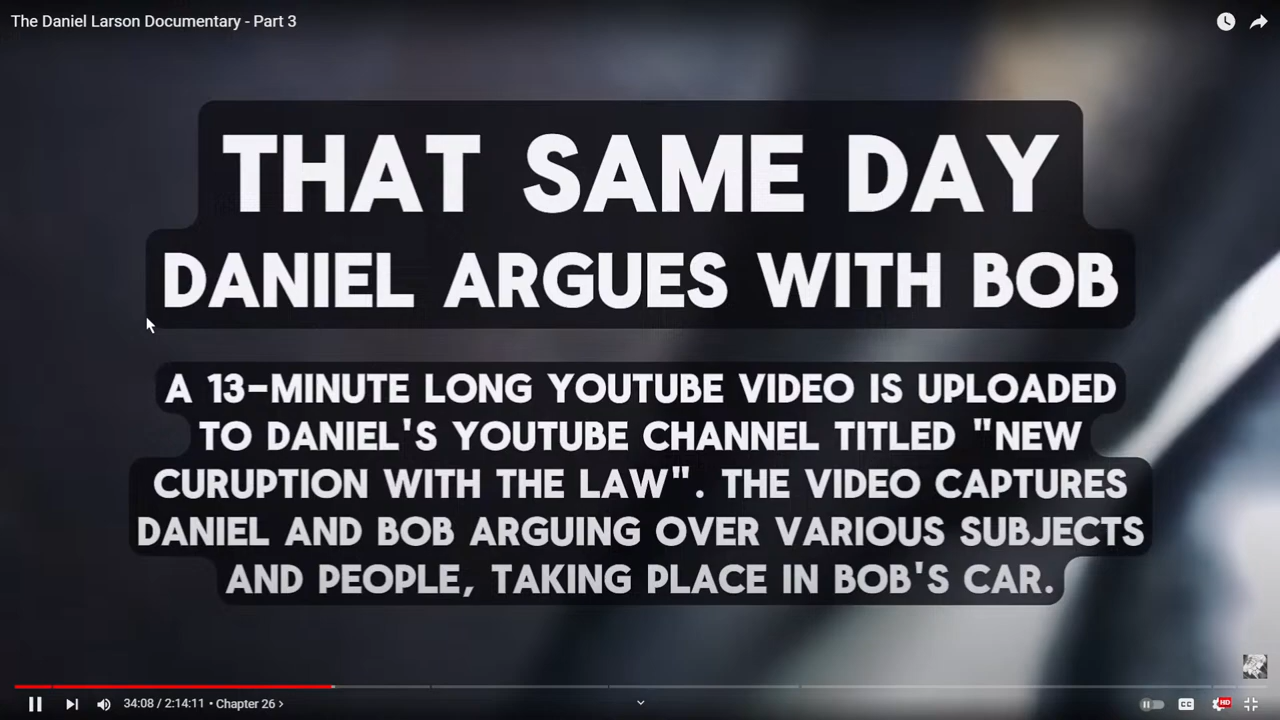 The Daniel Larson Documentary - Part 3
THAT SAME DAY
DANIEL ARGUES WITH BOB
A 13-MINUTE LONG YOUTUBE VIDEO IS UPLOADED
TO DANIEL'S YOUTUBE CHANNEL TITLED "NEW
CURUPTION WITH THE LAW". THE VIDEO CAPTURES
DANIEL AND BOB ARGUING OVER VARIOUS SUBJECTS
AND PEOPLE, TAKING PLACE IN BOB'S CAR.
34:08 / 2:14:11 • Chapter 26 ›
CC
HD